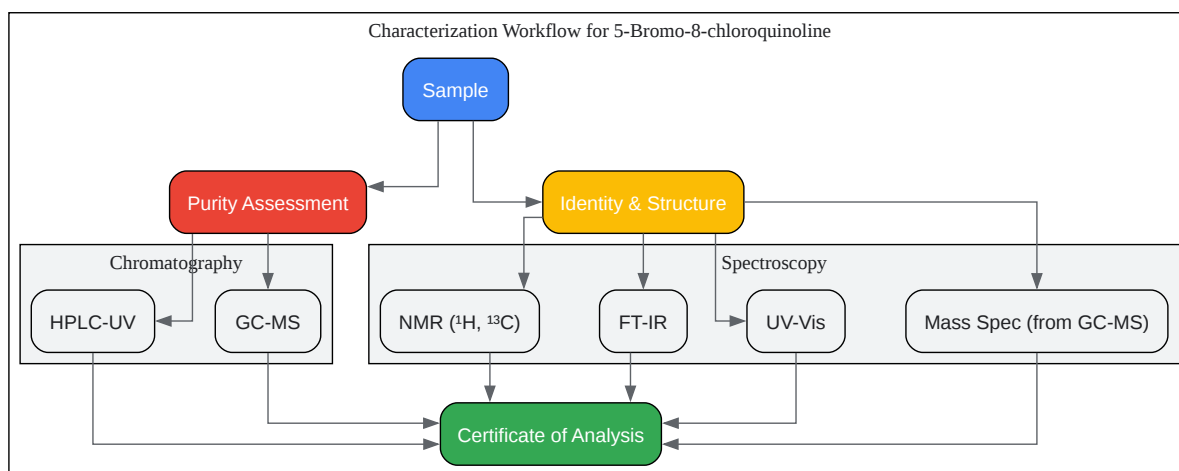 Characterization Workflow for 5-Bromo-8-chloroquinoline
Sample
Purity Assessment
Identity & Structure
Chromatography
Spectroscopy
HPLC-UV
GC-MS
NMR (¹H, ¹³C)
FT-IR
UV-Vis
Mass Spec (from GC-MS)
Certificate of Analysis